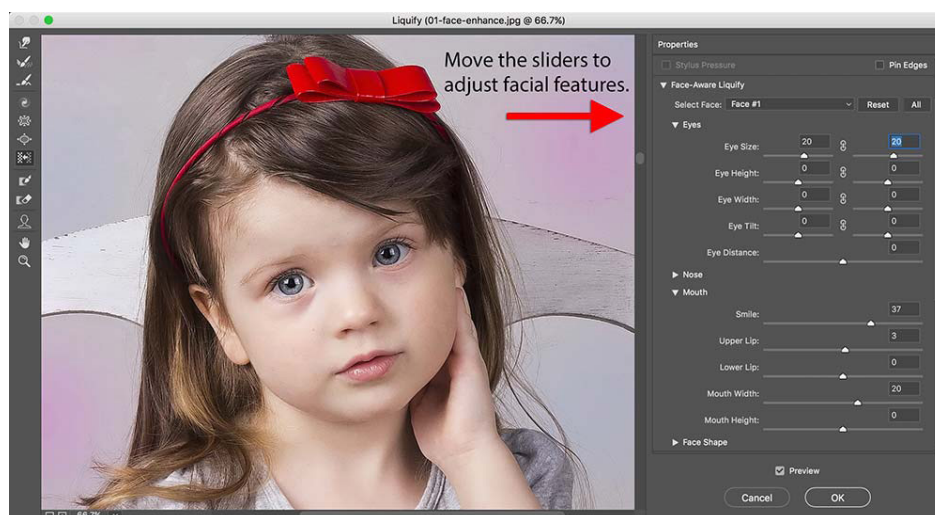 Liquify (01-face-enhance.jpg @ 66.7%)
Move the sliders to
adjust facial features.
Properties
Stylus Pressure
Pin Edges
Face-Aware Liquify
Select Face: Face #1
Reset
All
Eyes
Eye Size: 20 20
Eye Height: 0 0
Eye Width: 0 0
Eye Tilt: 0 0
Eye Distance: 0
Nose
Mouth
Smile: 37
Upper Lip: 3
Lower Lip: 0
Mouth Width: 20
Mouth Height: 0
Face Shape
Preview
Cancel
OK
66.7%